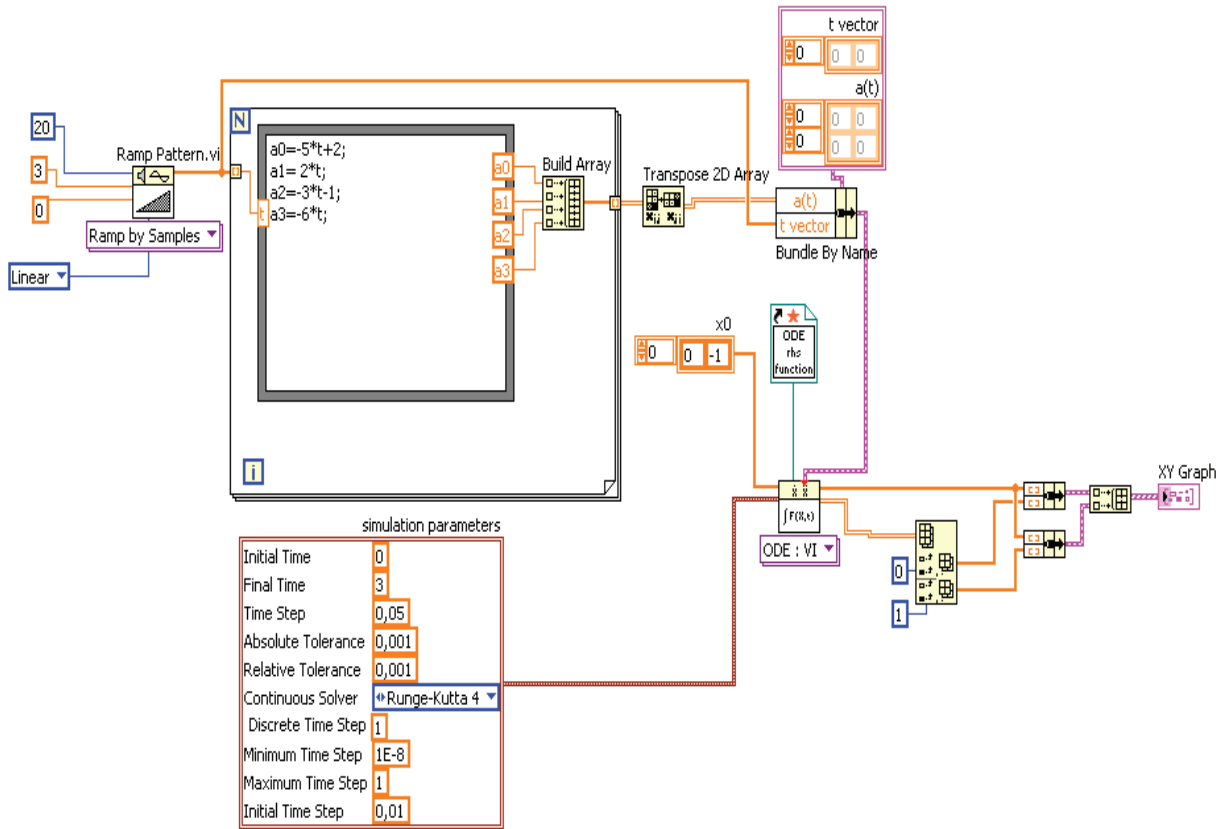 t vector
0
0 0
a(t)
0
0 0
0
0 0
20
3
0
Ramp Pattern.vi
Ramp by Samples
Linear
N
a0=-5*t+2;
a1= 2*t;
a2=-3*t-1;
a3=-6*t;
t
a0
a1
a2
a3
Build Array
i
Transpose 2D Array
a(t)
t vector
Bundle By Name
x0
0
0 -1
ODE
rhs
function
∫F(X,t)
ODE : VI
0
1
XY Graph
simulation parameters
Initial Time 0
Final Time 3
Time Step 0,05
Absolute Tolerance 0,001
Relative Tolerance 0,001
Continuous Solver Runge-Kutta 4
Discrete Time Step 1
Minimum Time Step 1E-8
Maximum Time Step 1
Initial Time Step 0,01